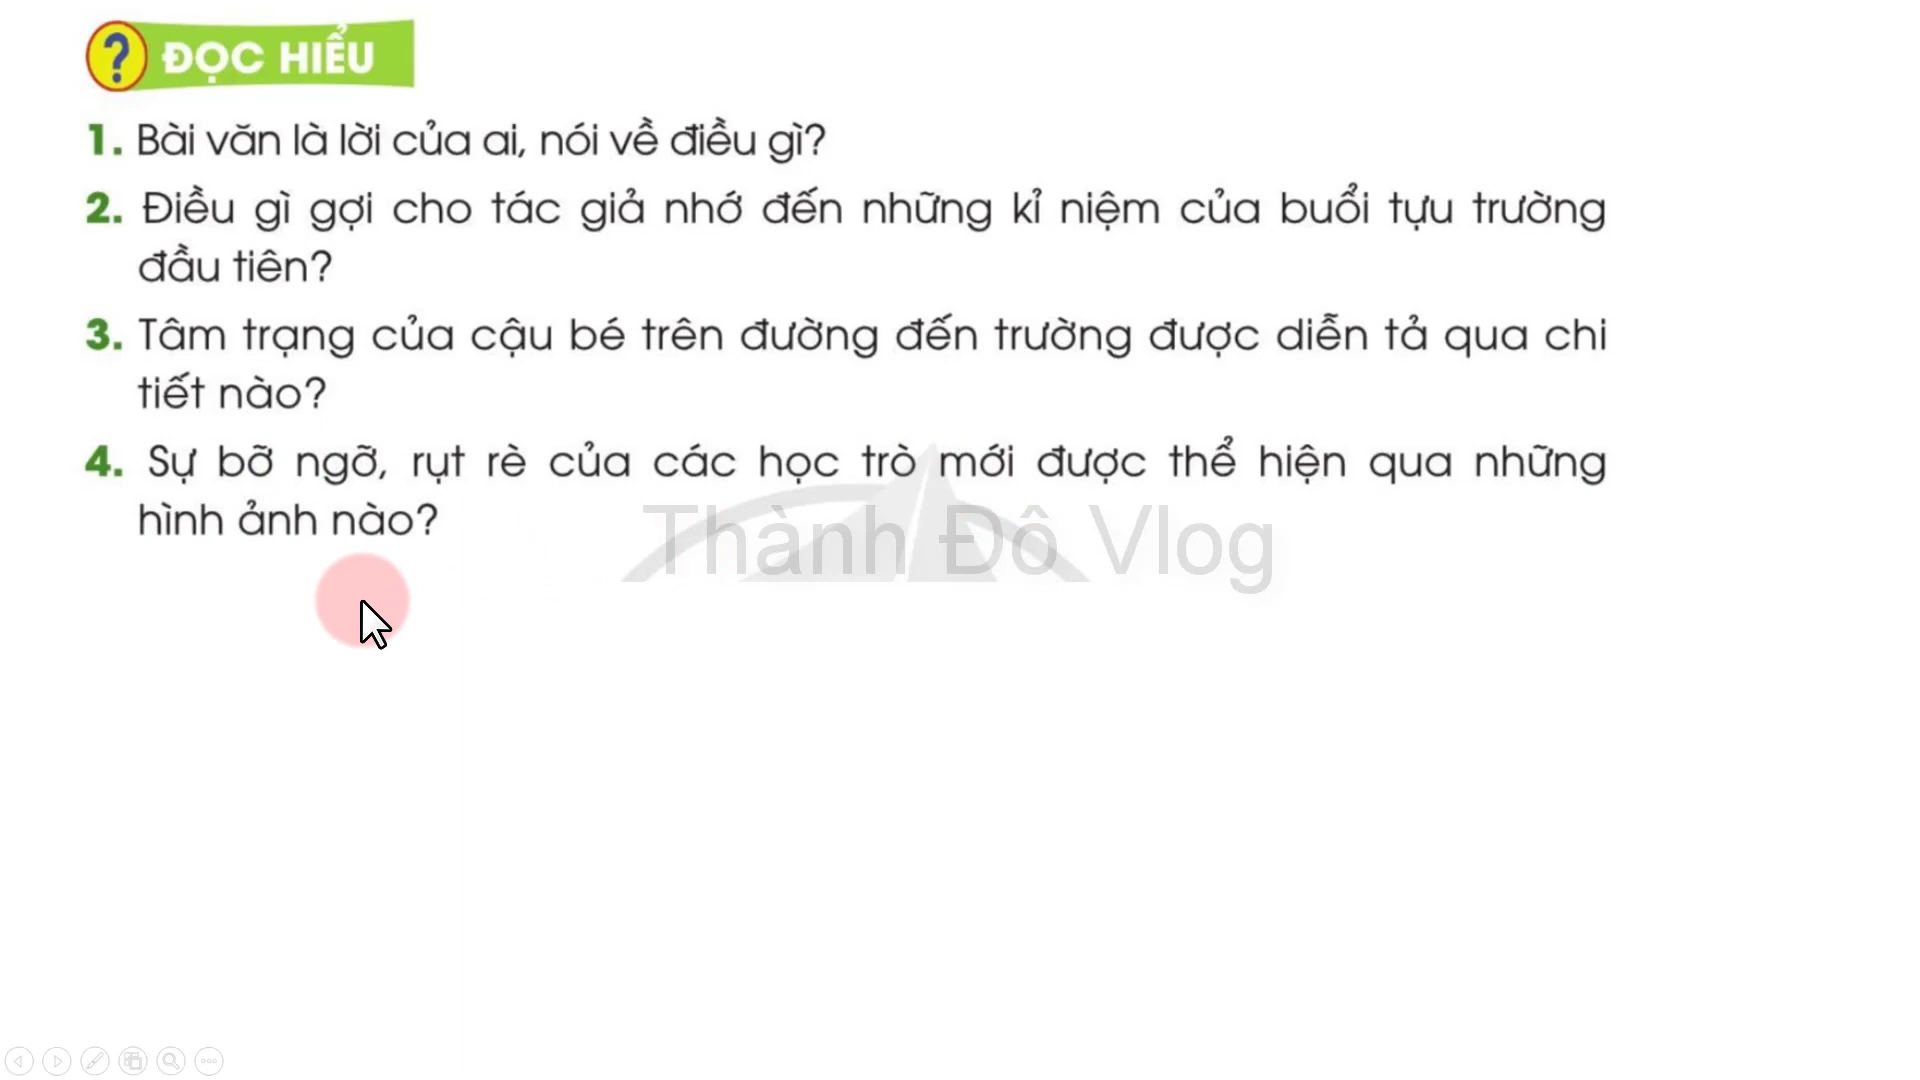 ? ĐỌC HIỂU
1. Bài văn là lời của ai, nói về điều gì?
2. Điều gì gợi cho tác giả nhớ đến những kỉ niệm của buổi tựu trường
đầu tiên?
3. Tâm trạng của cậu bé trên đường đến trường được diễn tả qua chi
tiết nào?
4. Sự bỡ ngỡ, rụt rè của các học trò mới được thể hiện qua những
hình ảnh nào?
Thành Đô Vlog